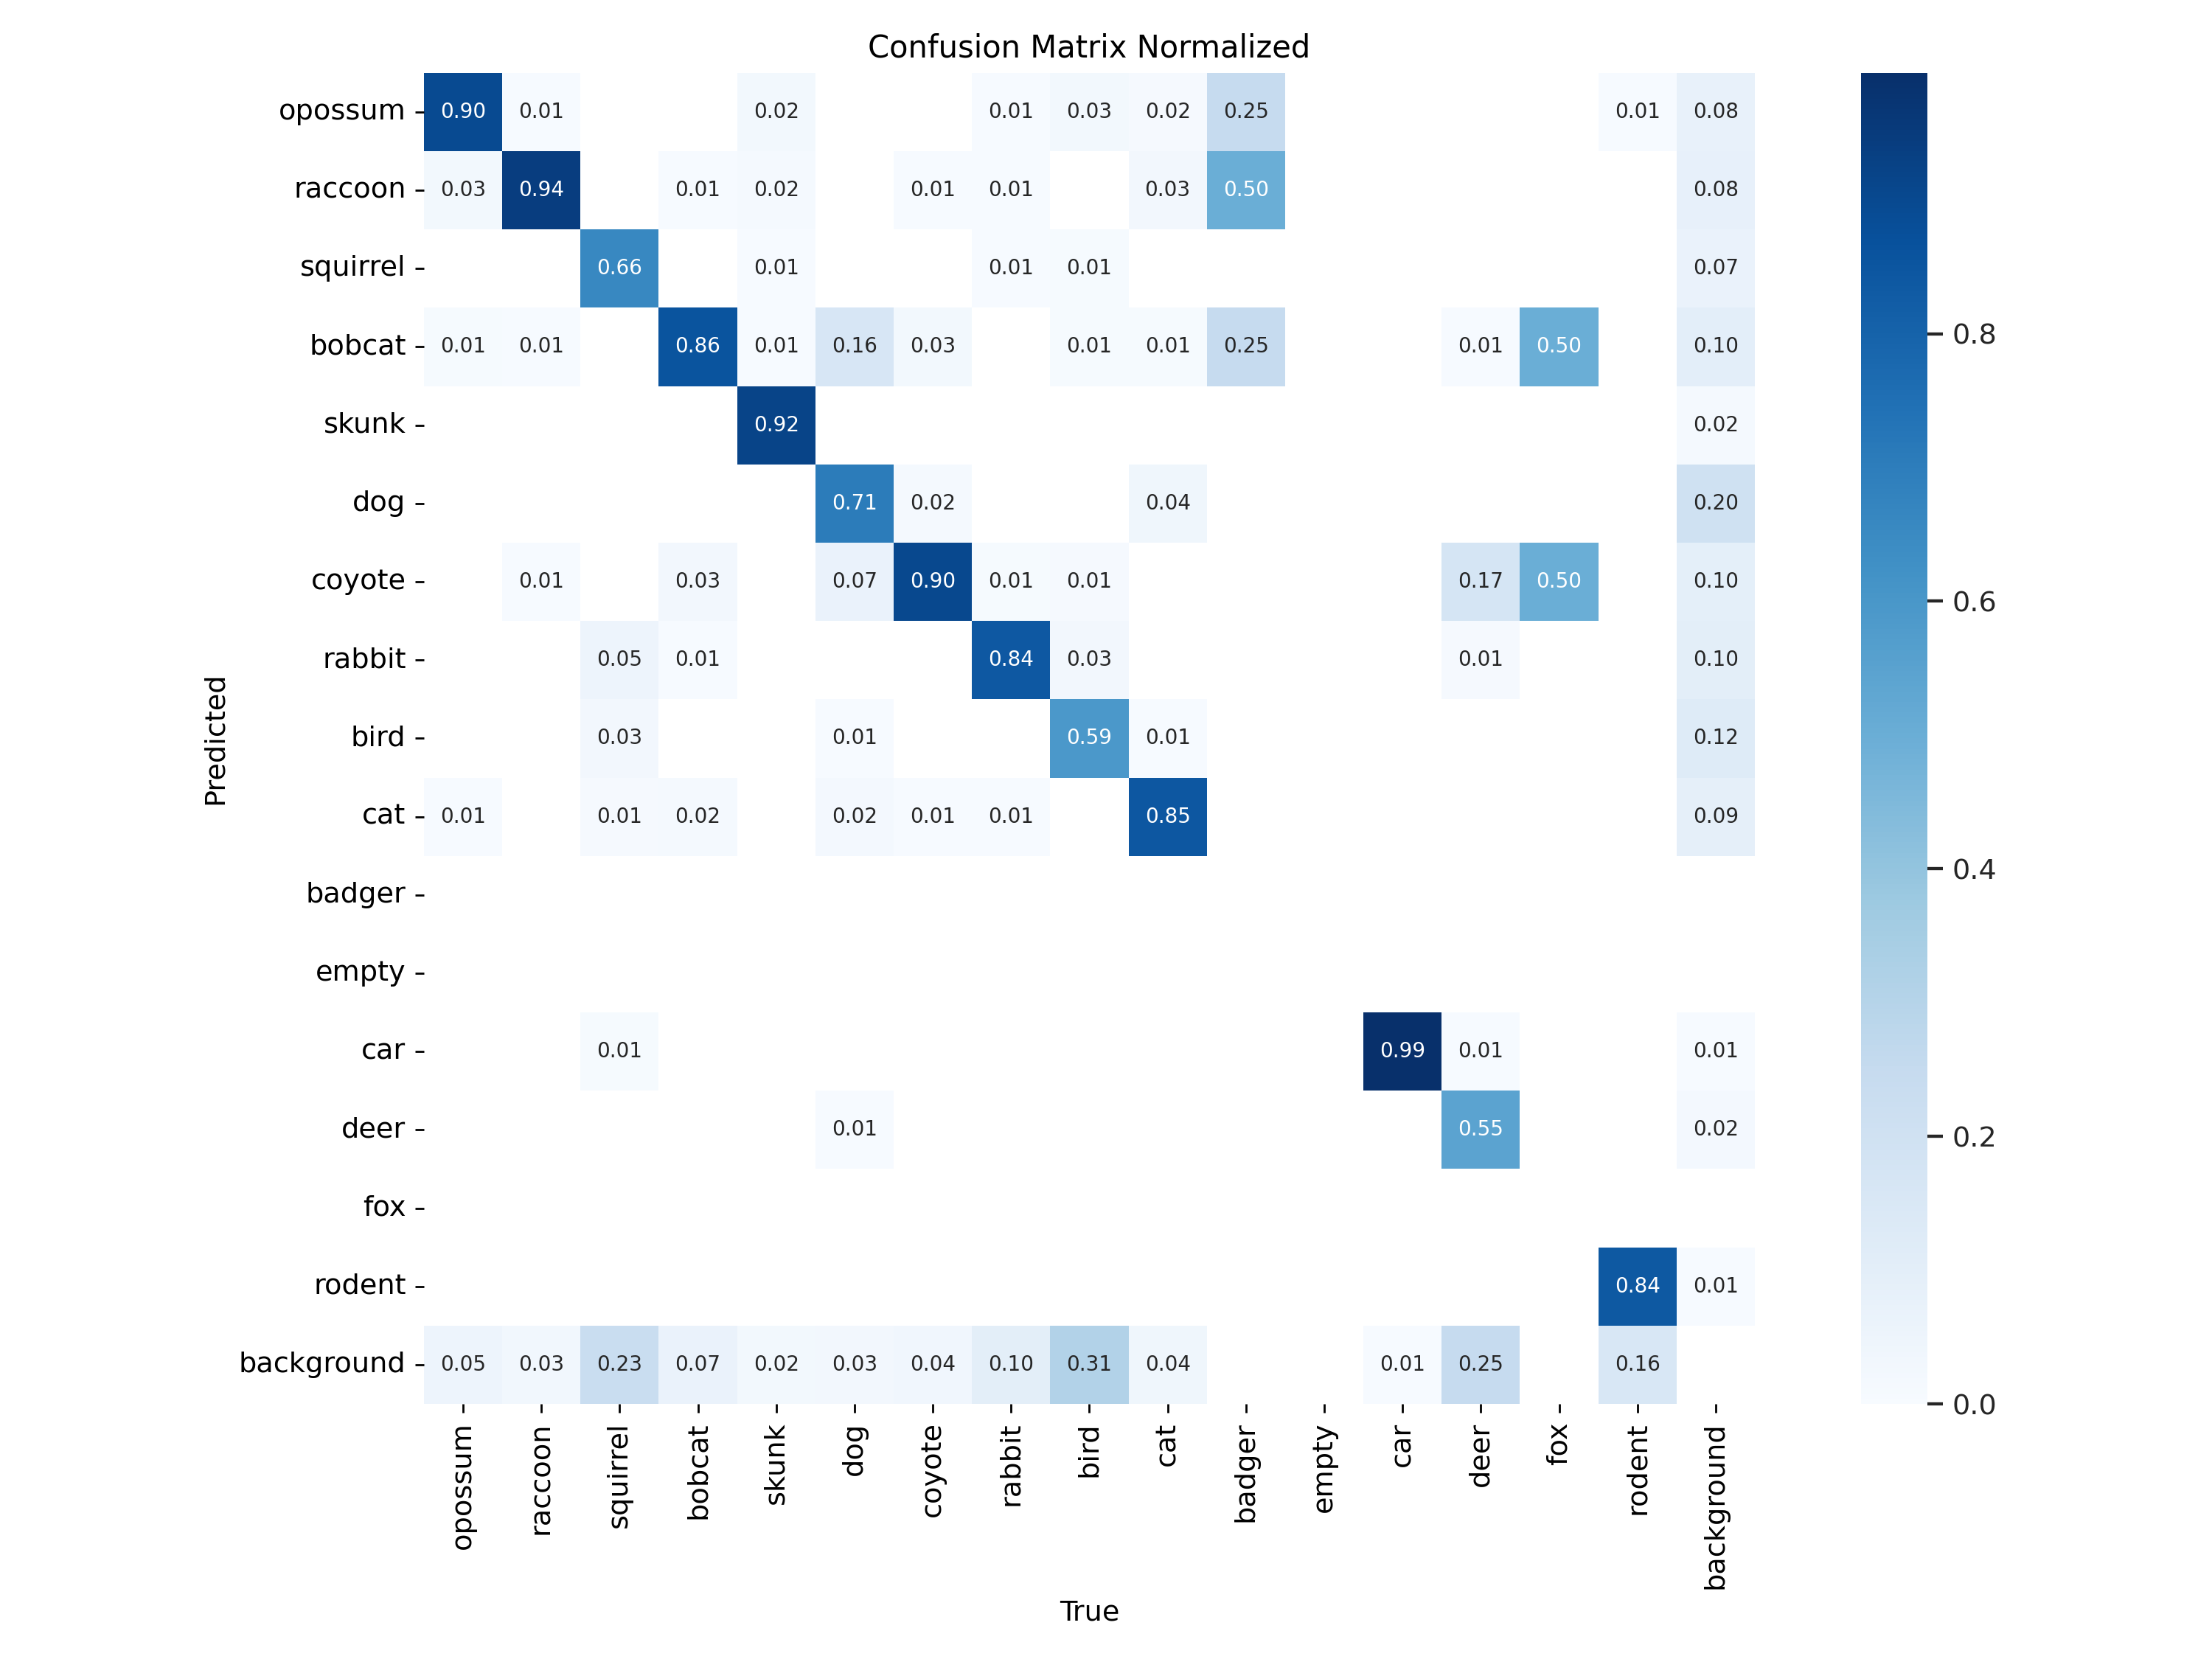 Confusion Matrix Normalized
opossum 0.90 0.01 0.02 0.01 0.03 0.02 0.25 0.01 0.08
raccoon 0.03 0.94 0.01 0.02 0.01 0.01 0.03 0.50 0.08
squirrel 0.66 0.01 0.01 0.01 0.07
0.8
bobcat 0.01 0.01 0.86 0.01 0.16 0.03 0.01 0.01 0.25 0.01 0.50 0.10
skunk 0.92 0.02
dog 0.71 0.02 0.04 0.20
coyote 0.01 0.03 0.07 0.90 0.01 0.01 0.17 0.50 0.10
0.6
rabbit 0.05 0.01 0.84 0.03 0.01 0.10
Predicted
bird 0.03 0.01 0.59 0.01 0.12
cat 0.01 0.01 0.02 0.02 0.01 0.01 0.85 0.09
0.4
badger
empty
car 0.01 0.99 0.01 0.01
deer 0.01 0.55 0.02
0.2
fox
rodent 0.84 0.01
background 0.05 0.03 0.23 0.07 0.02 0.03 0.04 0.10 0.31 0.04 0.01 0.25 0.16
0.0
opossum raccoon squirrel bobcat skunk dog coyote rabbit bird cat badger empty car deer fox rodent background
True